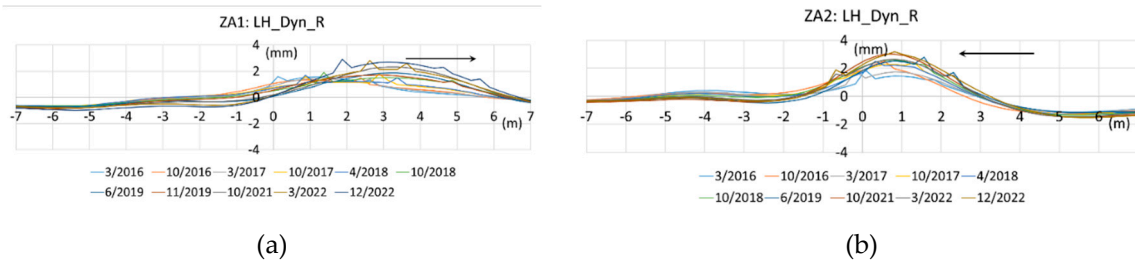 ZA1: LH_Dyn_R
4
(mm)
2
0
-7 -6 -5 -4 -3 -2 -1 0 1 2 3 4 5 6 7
-2
(m)
-4
3/2016 10/2016 3/2017 10/2017 4/2018 10/2018
6/2019 11/2019 10/2021 3/2022 12/2022
(a)
ZA2: LH_Dyn_R
4
(mm)
2
0
-7 -6 -5 -4 -3 -2 -1 0 1 2 3 4 5 6 7
-2
(m)
-4
3/2016 10/2016 3/2017 10/2017 4/2018
10/2018 6/2019 10/2021 3/2022 12/2022
(b)